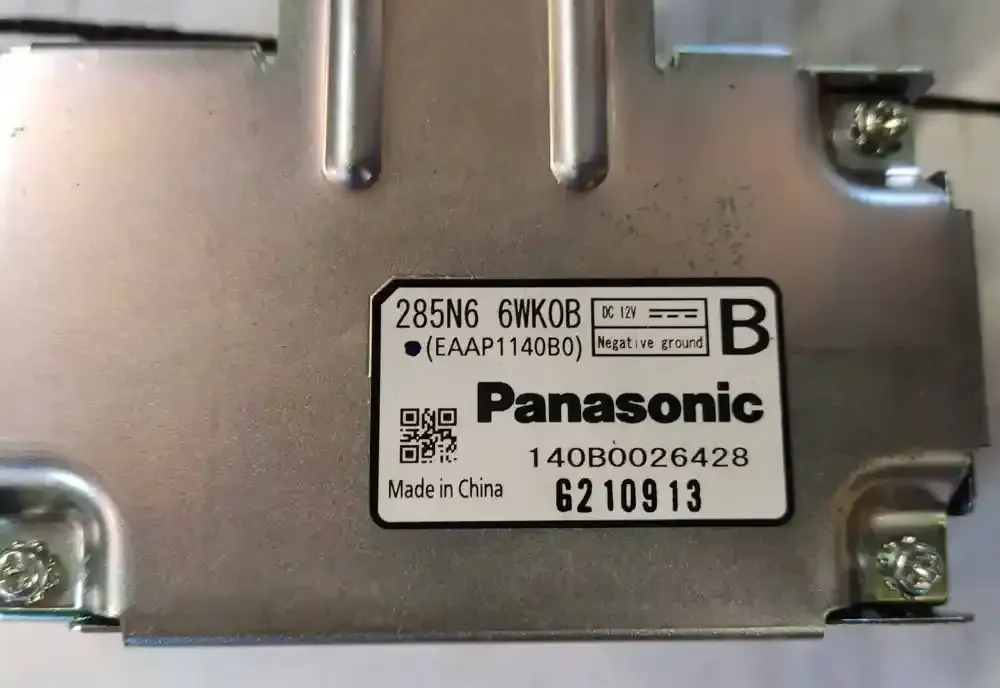 285N6 6WK0B
DC 12V
B
(EAAP1140B0)
Negative ground
Panasonic
140B0026428
Made in China
G210913